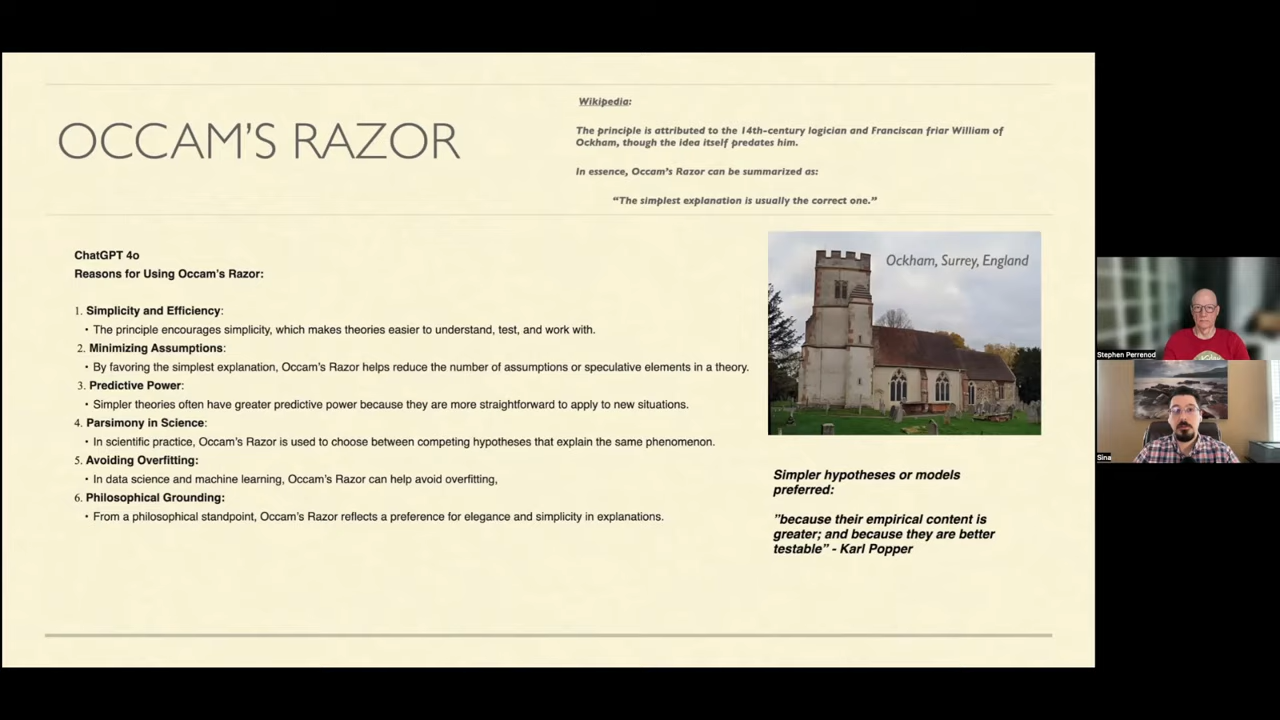 OCCAM'S RAZOR
Wikipedia:
The principle is attributed to the 14th-century logician and Franciscan friar William of
Ockham, though the idea itself predates him.
In essence, Occam's Razor can be summarized as:
“The simplest explanation is usually the correct one.”
ChatGPT 4o
Reasons for Using Occam's Razor:
1. Simplicity and Efficiency:
• The principle encourages simplicity, which makes theories easier to understand, test, and work with.
2. Minimizing Assumptions:
• By favoring the simplest explanation, Occam's Razor helps reduce the number of assumptions or speculative elements in a theory.
3. Predictive Power:
• Simpler theories often have greater predictive power because they are more straightforward to apply to new situations.
4. Parsimony in Science:
• In scientific practice, Occam's Razor is used to choose between competing hypotheses that explain the same phenomenon.
5. Avoiding Overfitting:
• In data science and machine learning, Occam's Razor can help avoid overfitting,
6. Philosophical Grounding:
• From a philosophical standpoint, Occam's Razor reflects a preference for elegance and simplicity in explanations.
Ockham, Surrey, England
Simpler hypotheses or models
preferred:
”because their empirical content is
greater; and because they are better
testable” - Karl Popper
Stephen Perrenod
Sina